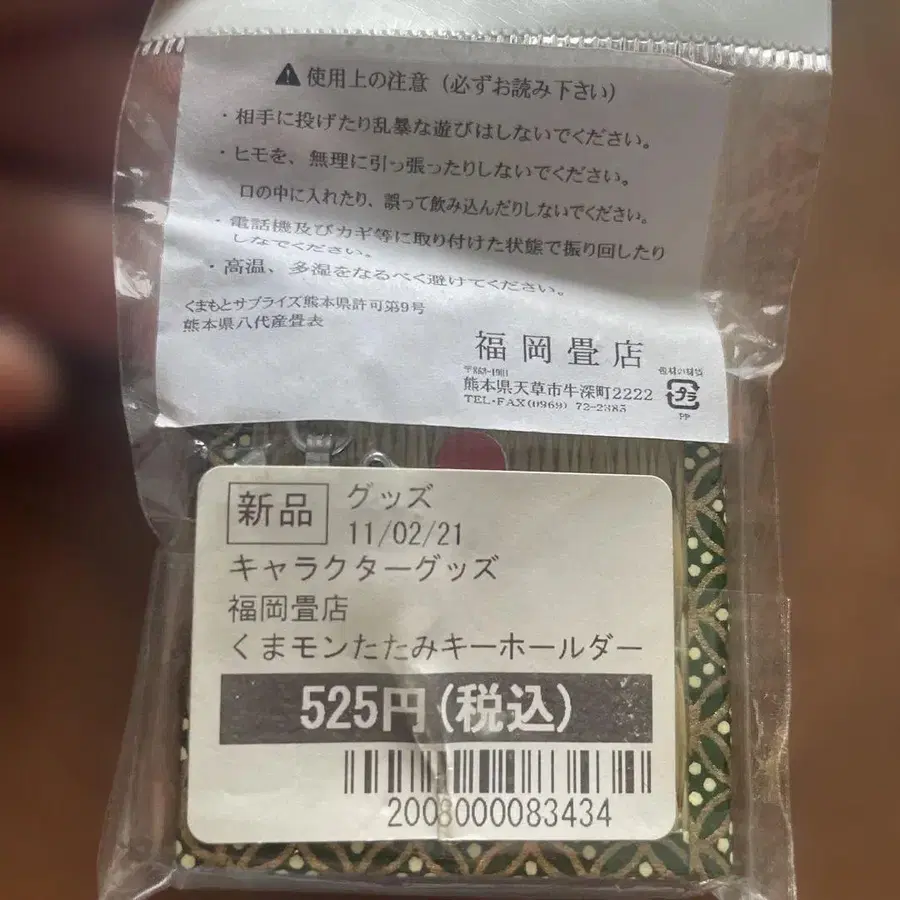 使用上の注意（必ずお読み下さい）
・相手に投げたり乱暴な遊びはしないでください。
・ヒモを、無理に引っ張ったりしないでください。
口の中に入れたり、誤って飲み込んだりしないでください。
・電話機及びカギ等に取り付けた状態で振り回したり
しなでください。
・高温、多湿をなるべく避けてください。
くまもとサプライズ熊本県許可第9号
熊本県八代産畳表
福岡畳店
〒868-1901
熊本県天草市牛深町2222
TEL・FAX(0969) 72-2385
プラ
PP
新品
グッズ
11/02/21
キャラクターグッズ
福岡畳店
くまモンたたみキーホールダー
525円(税込)
2008000083434